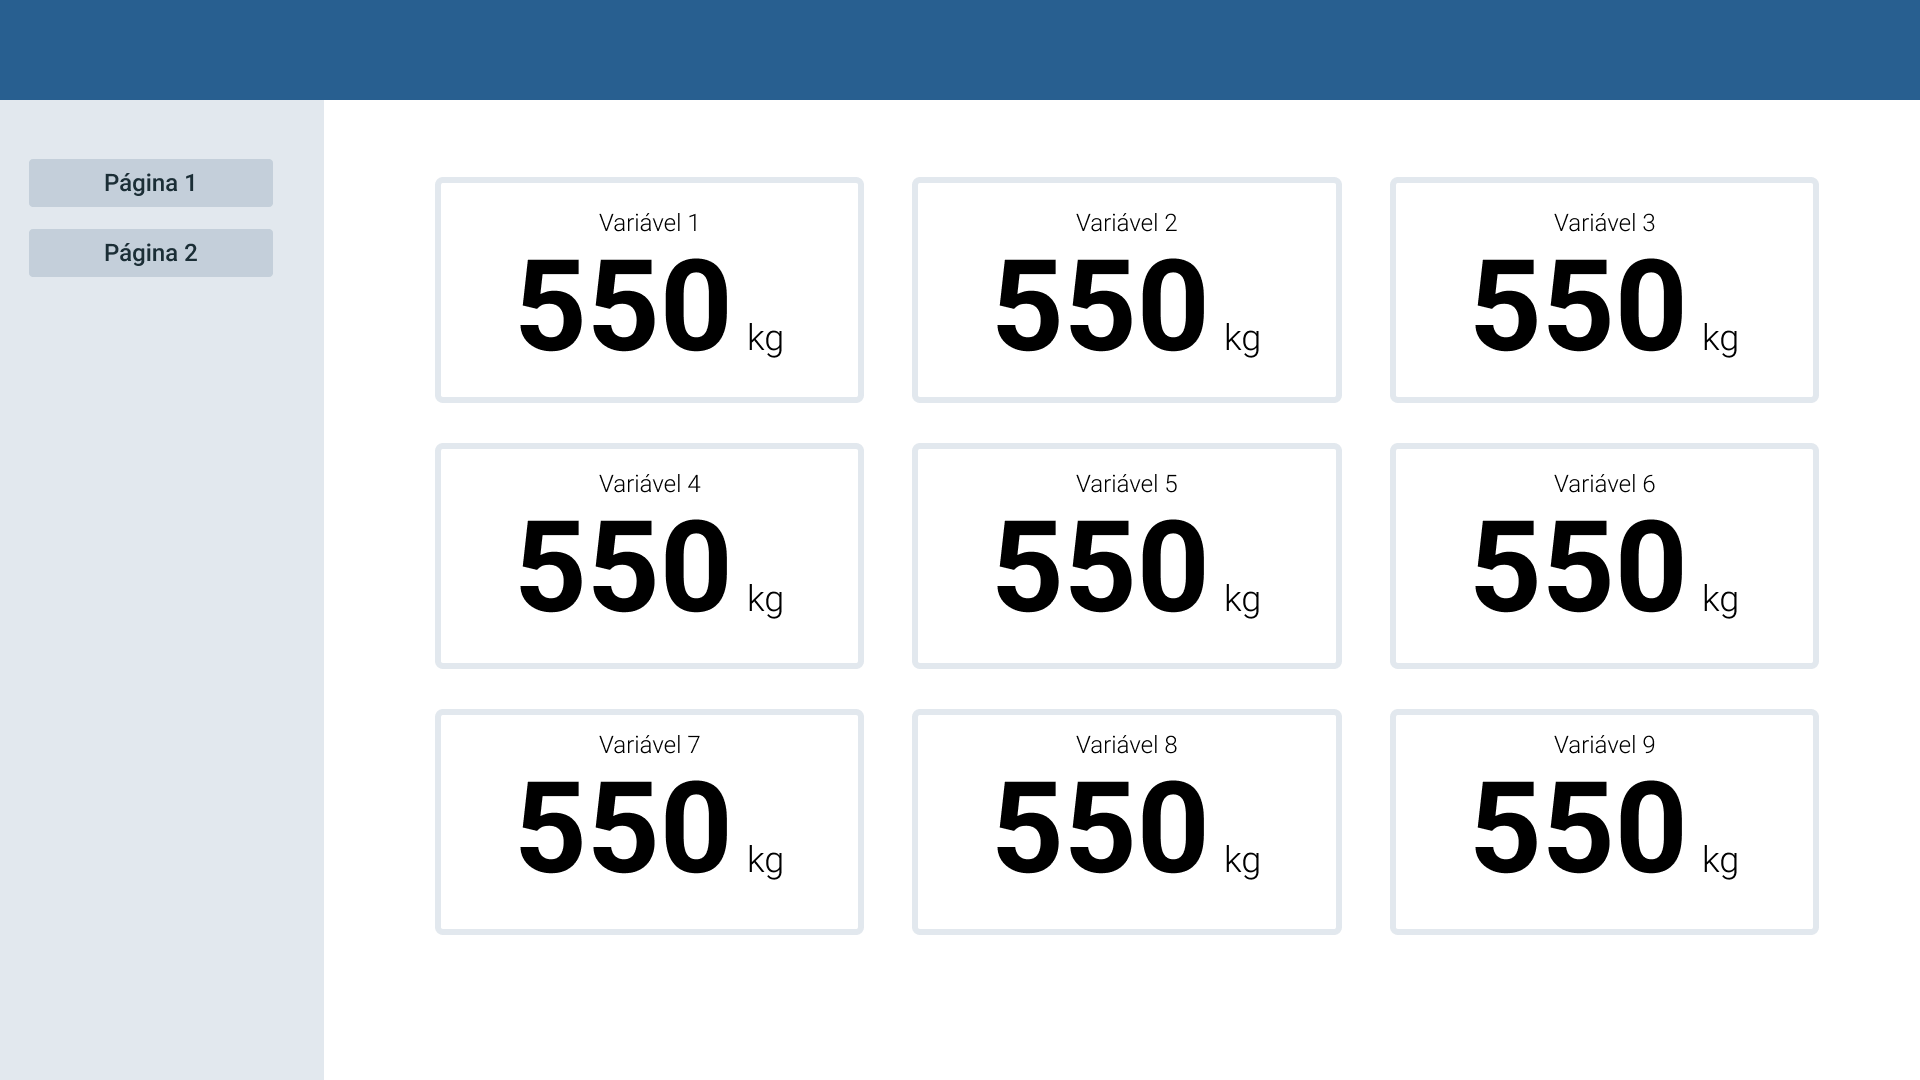 Página 1
Página 2
Variável 1
550 kg
Variável 2
550 kg
Variável 3
550 kg
Variável 4
550 kg
Variável 5
550 kg
Variável 6
550 kg
Variável 7
550 kg
Variável 8
550 kg
Variável 9
550 kg